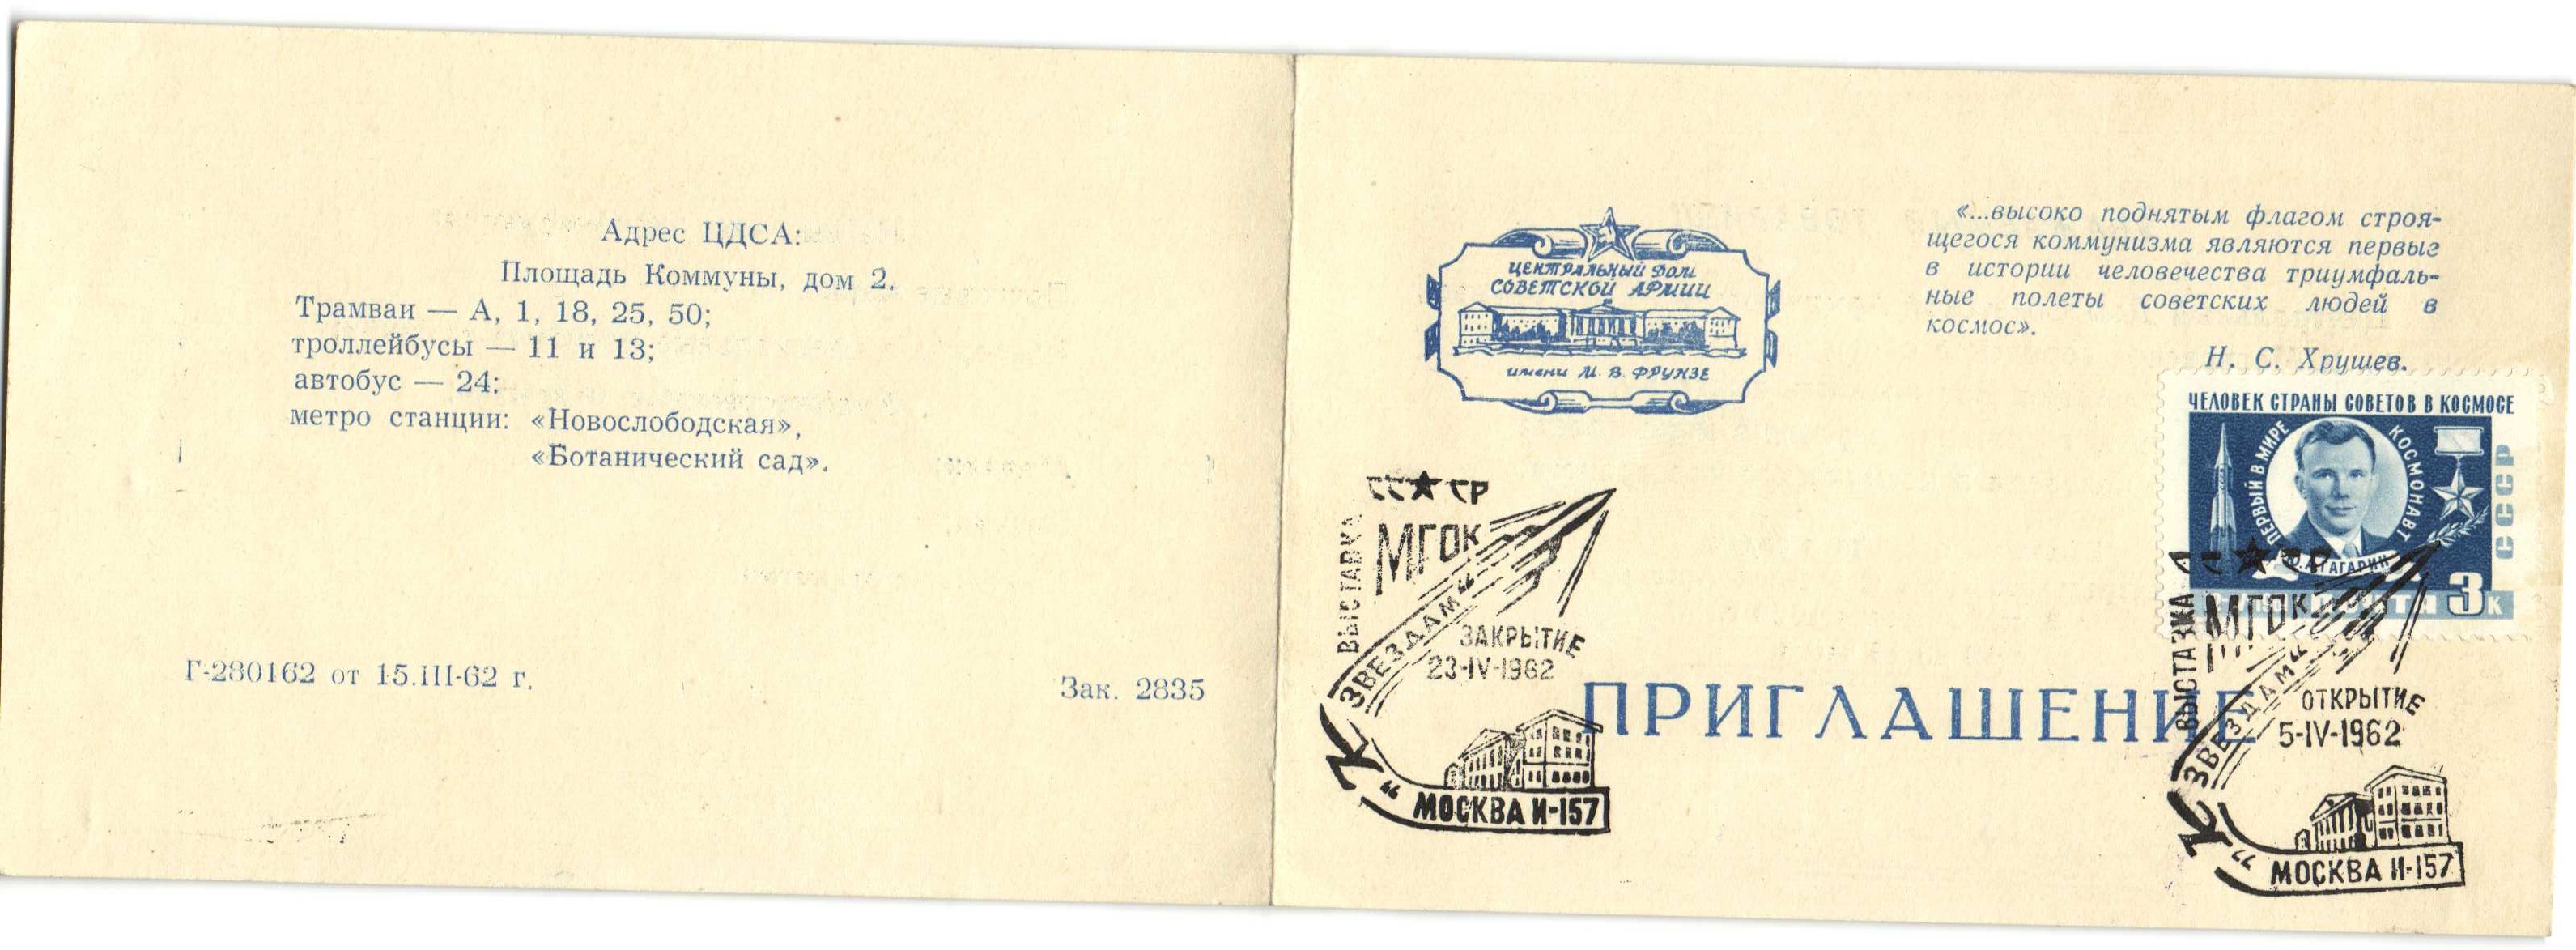 Адрес ЦДСА:
Площадь Коммуны, дом 2.
Трамваи — А, 1, 18, 25, 50;
троллейбусы — 11 и 13;
автобус — 24:
метро станции: «Новослободская»,
«Ботанический сад».
Г-280162 от 15.III-62 г.
Зак. 2835
ЦЕНТРАЛЬНЫЙ ДОМ
СОВЕТСКОЙ АРМИИ
имени М. В. ФРУНЗЕ
«...высоко поднятым флагом строя-
щегося коммунизма являются первые
в истории человечества триумфаль-
ные полеты советских людей в
космос».
Н. С. Хрущев.
ЧЕЛОВЕК СТРАНЫ СОВЕТОВ В КОСМОСЕ
ПЕРВЫЙ В МИРЕ
КОСМОНАВТ
Ю.А.ГАГАРИН
СССР
ПОЧТА 3К
СССР
ВЫСТАВКА
МГОК
„К ЗВЕЗДАМ“
ЗАКРЫТИЕ
23-IV-1962
МОСКВА И-157
ПРИГЛАШЕНИЕ
ВЫСТАВКА
МГОК
„К ЗВЕЗДАМ“
ОТКРЫТИЕ
5-IV-1962
МОСКВА И-157